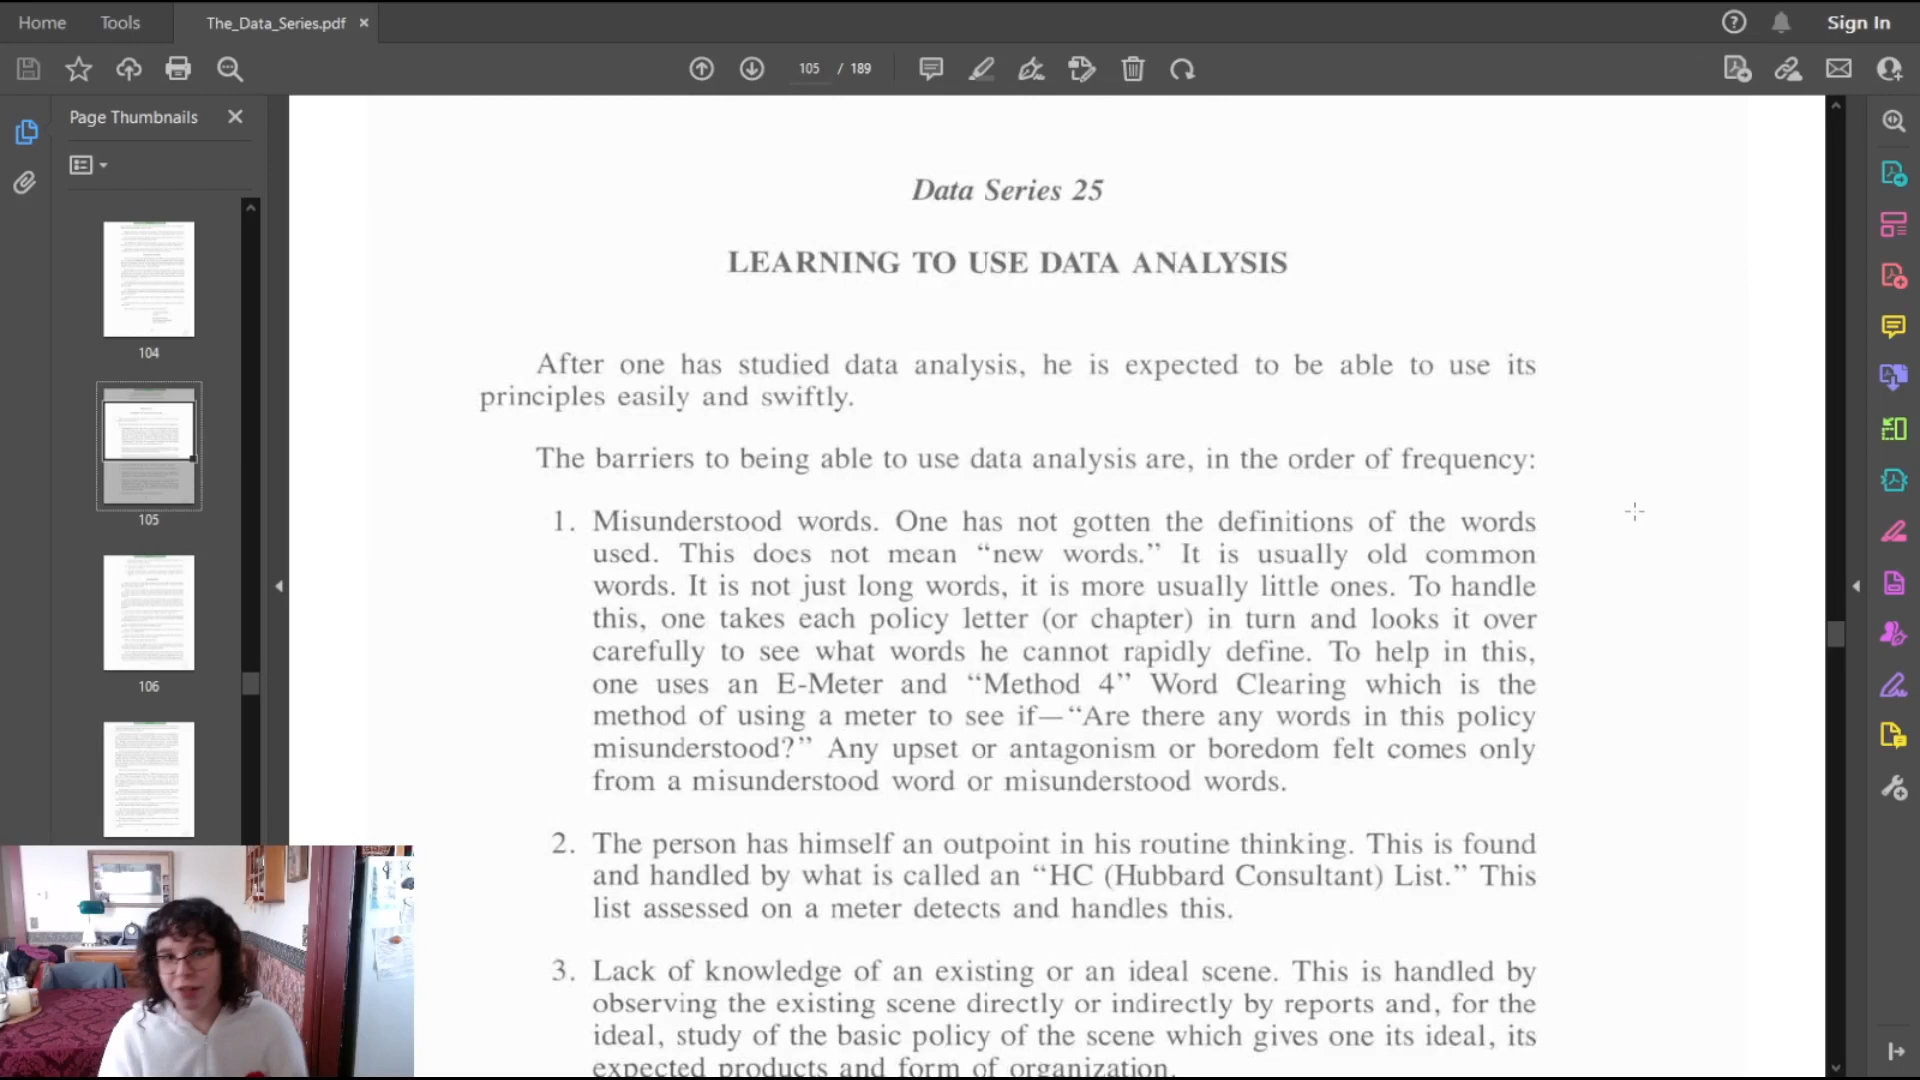 Home
Tools
The_Data_Series.pdf
Sign In
105 / 189
Page Thumbnails
104
105
106
Data Series 25
LEARNING TO USE DATA ANALYSIS
After one has studied data analysis, he is expected to be able to use its
principles easily and swiftly.
The barriers to being able to use data analysis are, in the order of frequency:
1. Misunderstood words. One has not gotten the definitions of the words
used. This does not mean “new words.” It is usually old common
words. It is not just long words, it is more usually little ones. To handle
this, one takes each policy letter (or chapter) in turn and looks it over
carefully to see what words he cannot rapidly define. To help in this,
one uses an E-Meter and “Method 4” Word Clearing which is the
method of using a meter to see if—“Are there any words in this policy
misunderstood?” Any upset or antagonism or boredom felt comes only
from a misunderstood word or misunderstood words.
2. The person has himself an outpoint in his routine thinking. This is found
and handled by what is called an “HC (Hubbard Consultant) List.” This
list assessed on a meter detects and handles this.
3. Lack of knowledge of an existing or an ideal scene. This is handled by
observing the existing scene directly or indirectly by reports and, for the
ideal, study of the basic policy of the scene which gives one its ideal, its
expected products and form of organization.